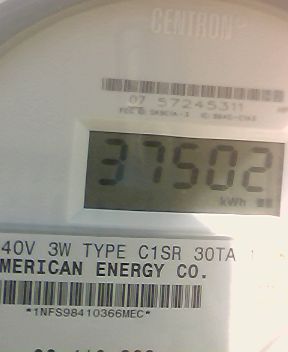 CENTRON
07 57245311
37502
kWh
40V 3W TYPE C1SR 30TA
MERICAN ENERGY CO.
*1NFS98410366MEC*